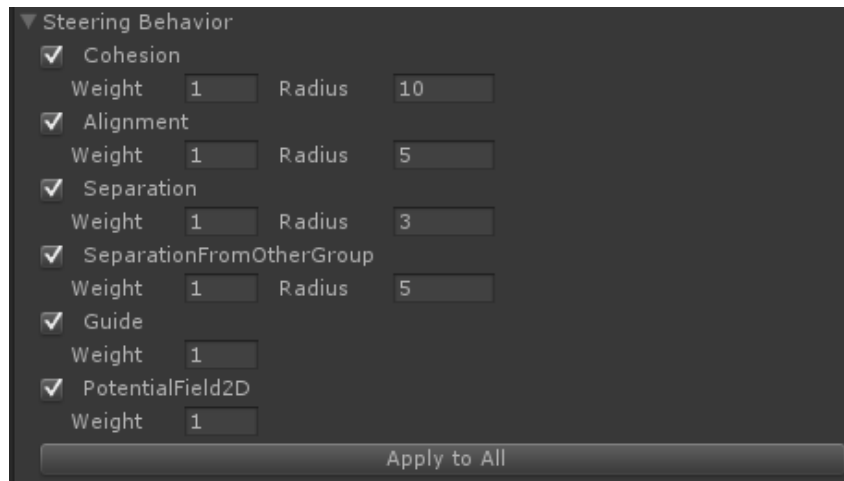 Steering Behavior
Cohesion
Weight 1 Radius 10
Alignment
Weight 1 Radius 5
Separation
Weight 1 Radius 3
SeparationFromOtherGroup
Weight 1 Radius 5
Guide
Weight 1
PotentialField2D
Weight 1
Apply to All